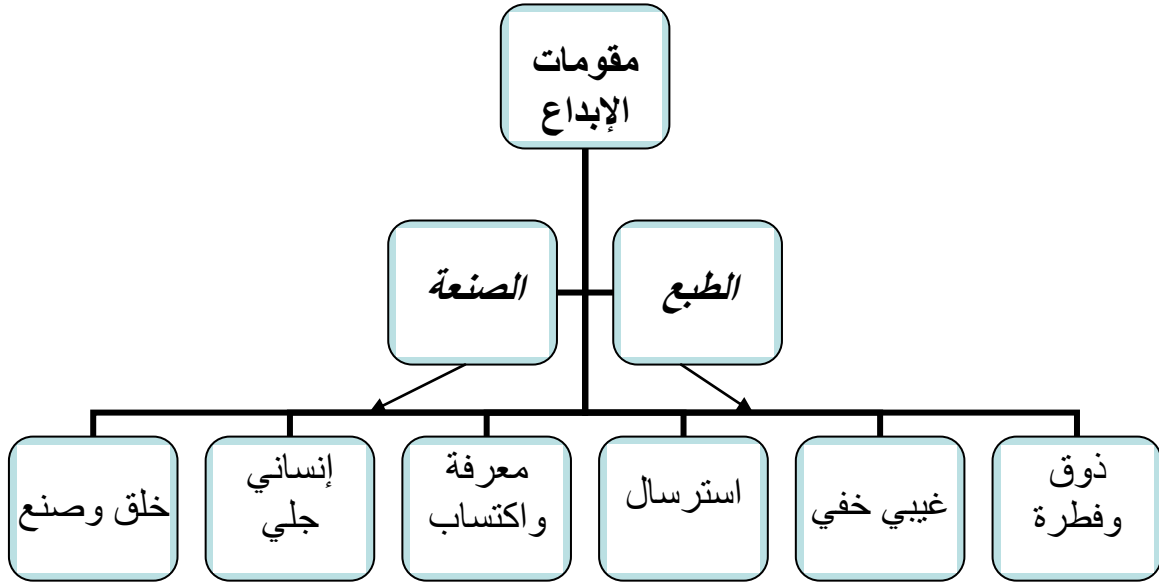 مقومات
الإبداع
الطبع
الصنعة
ذوق
وفطرة
غيبي خفي
استرسال
معرفة
واكتساب
إنساني
جلي
خلق وصنع